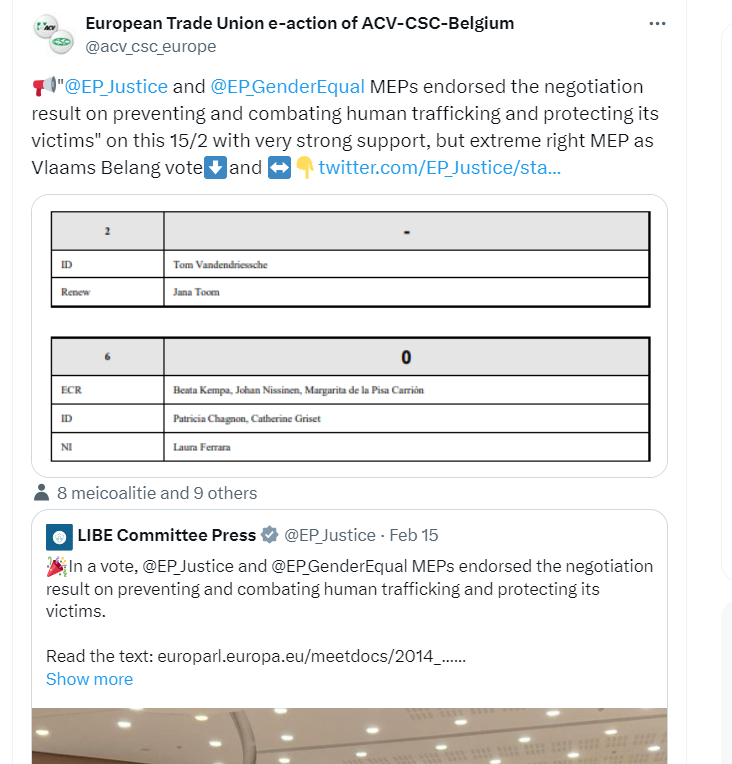 European Trade Union e-action of ACV-CSC-Belgium
@acv_csc_europe
📢"@EP_Justice and @EPGenderEqual MEPs endorsed the negotiation
result on preventing and combating human trafficking and protecting its
victims" on this 15/2 with very strong support, but extreme right MEP as
Vlaams Belang vote⬇️and ↔️ 👇 twitter.com/EP_Justice/sta…
2 -
ID Tom Vandendriessche
Renew Jana Toom
6 0
ECR Beata Kempa, Johan Nissinen, Margarita de la Pisa Carrión
ID Patricia Chagnon, Catherine Griset
NI Laura Ferrara
8 meicoalitie and 9 others
LIBE Committee Press @EP_Justice · Feb 15
🎉In a vote, @EP_Justice and @EP_GenderEqual MEPs endorsed the negotiation
result on preventing and combating human trafficking and protecting its
victims.
Read the text: europarl.europa.eu/meetdocs/2014_......
Show more